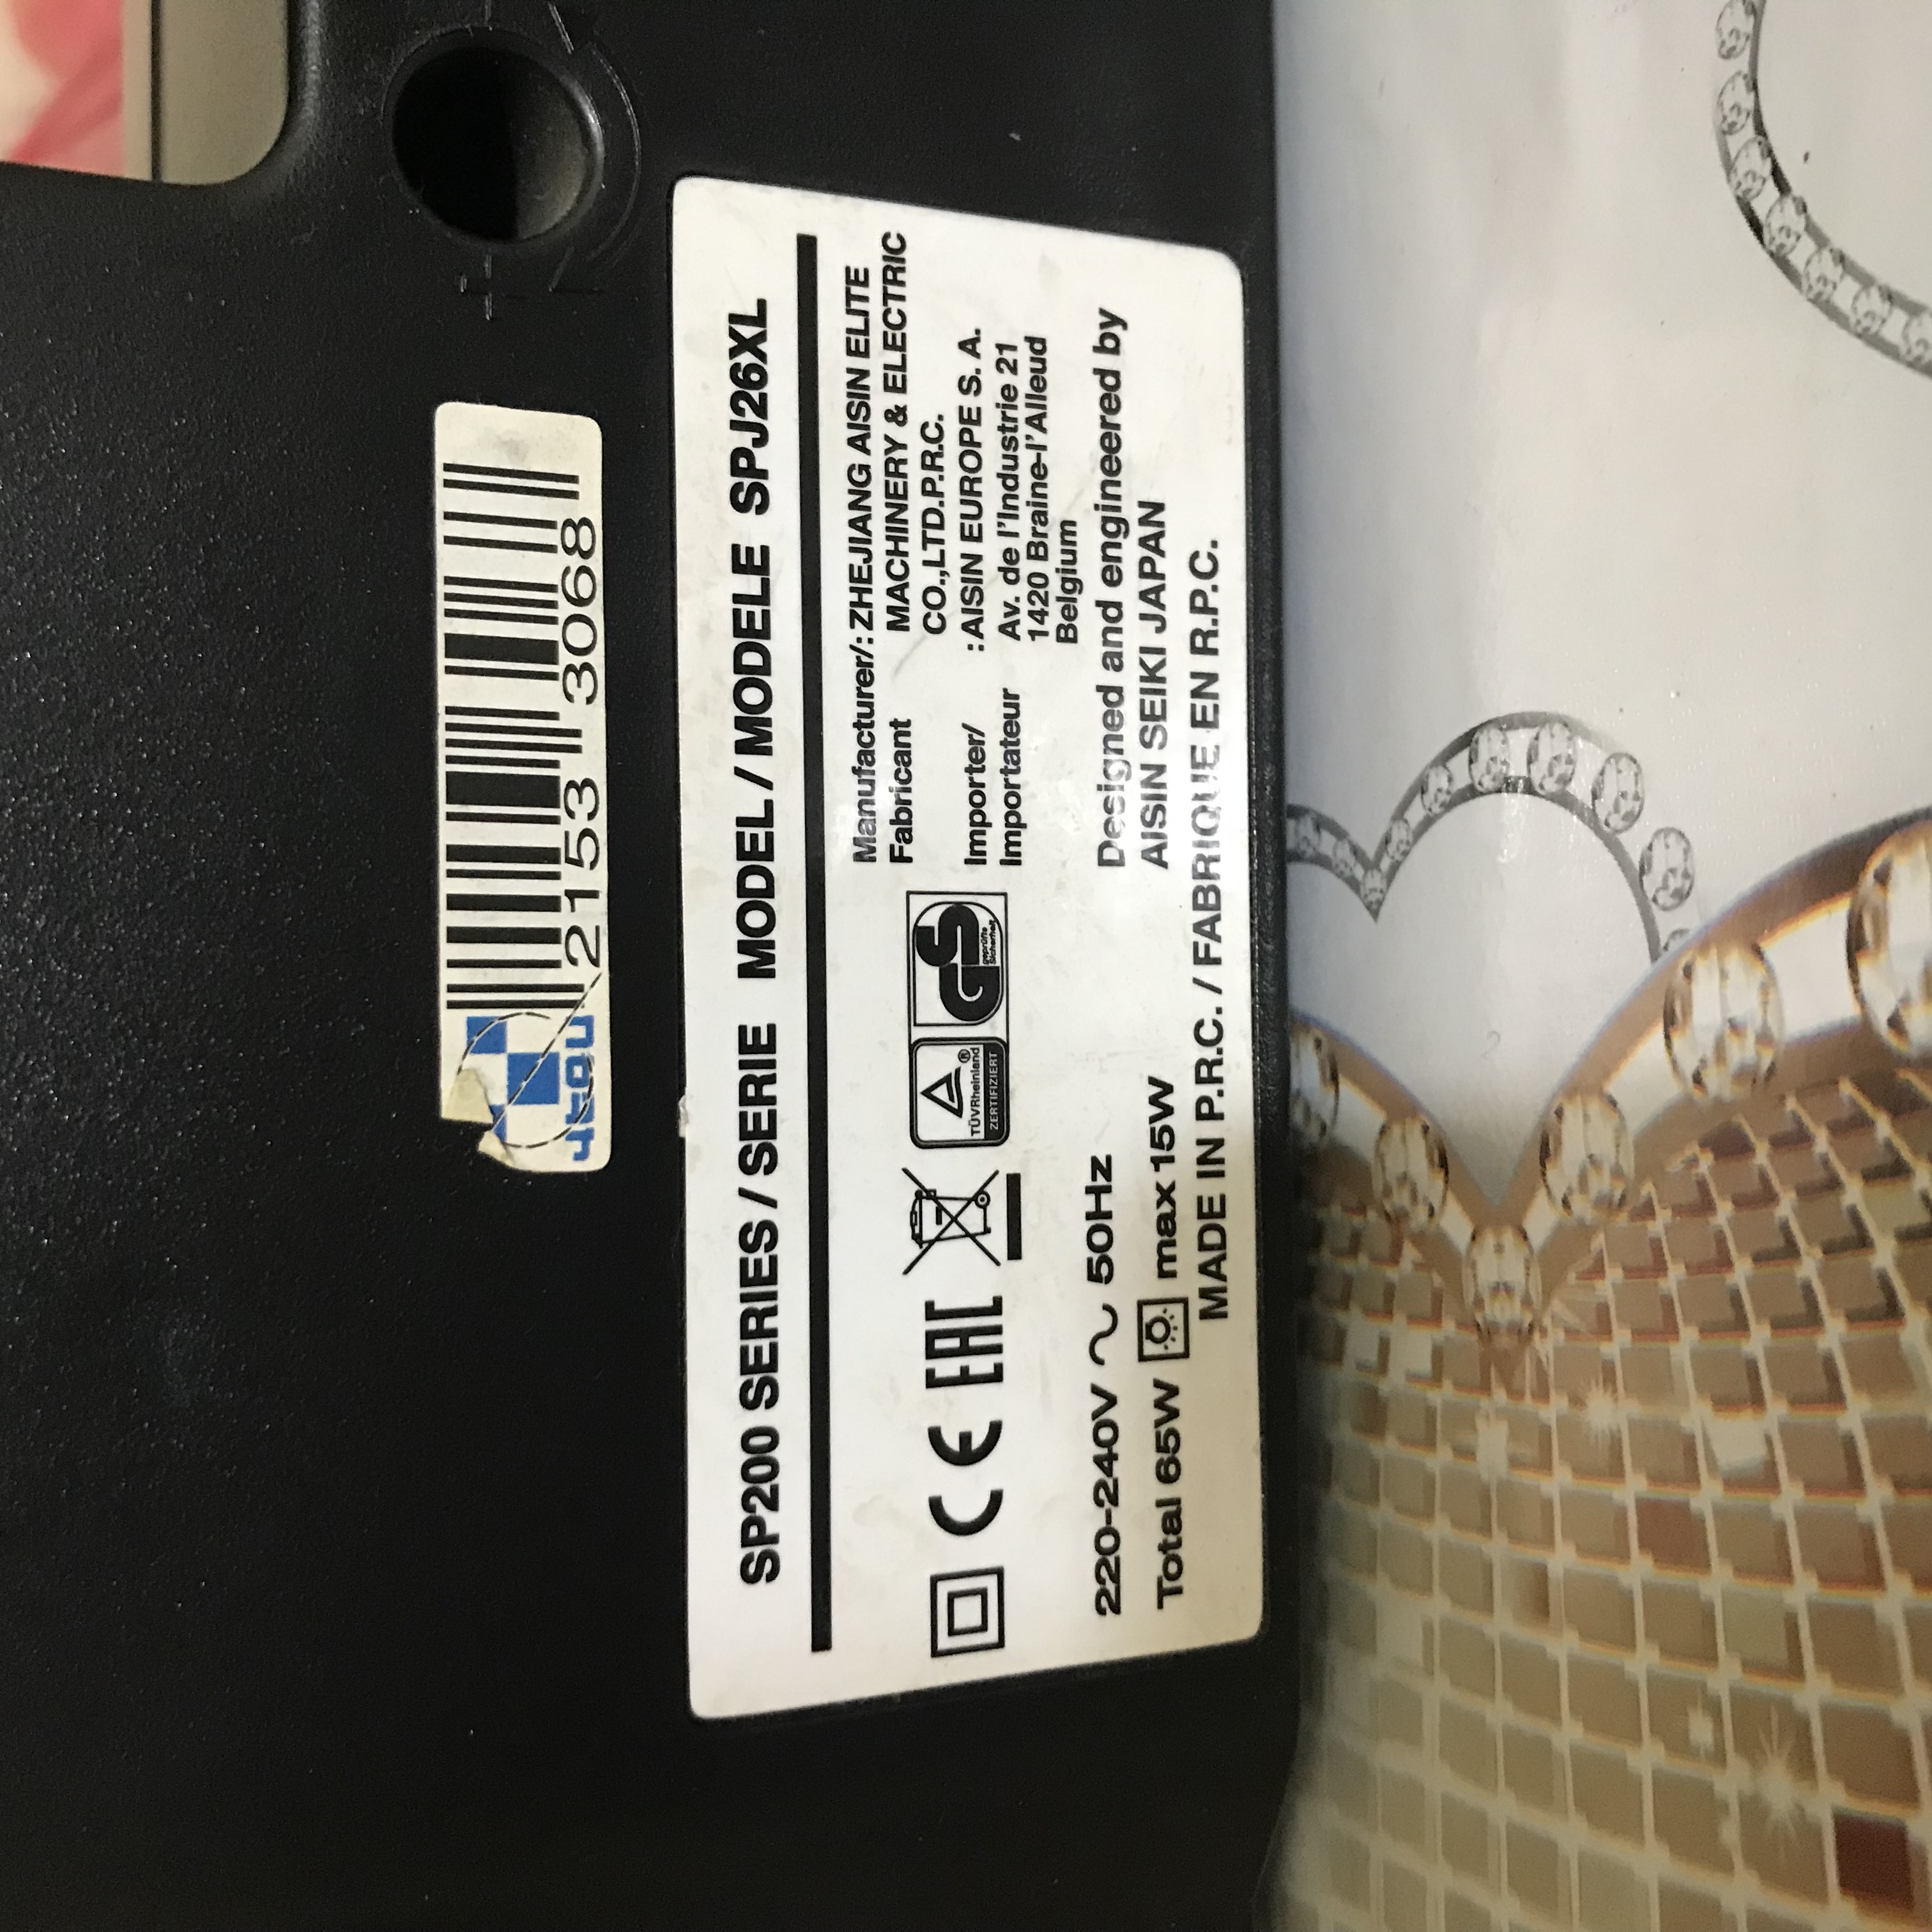 2153 3068
SP200 SERIES / SERIE MODEL / MODELE SPJ26XL
Manufacturer/: ZHEJIANG AISIN ELITE
Fabricant MACHINERY & ELECTRIC
CO.,LTD.P.R.C.
Importer/ : AISIN EUROPE S. A.
Importateur Av. de l'Industrie 21
1420 Braine-l'Alleud
Belgium
CE EAC
TÜVRheinland®
ZERTIFIZIERT
GS
geprüfte
Sicherheit
220-240V ~ 50Hz
Total 65W max 15W
Designed and engineered by
AISIN SEIKI JAPAN
MADE IN P.R.C. / FABRIQUE EN R.P.C.